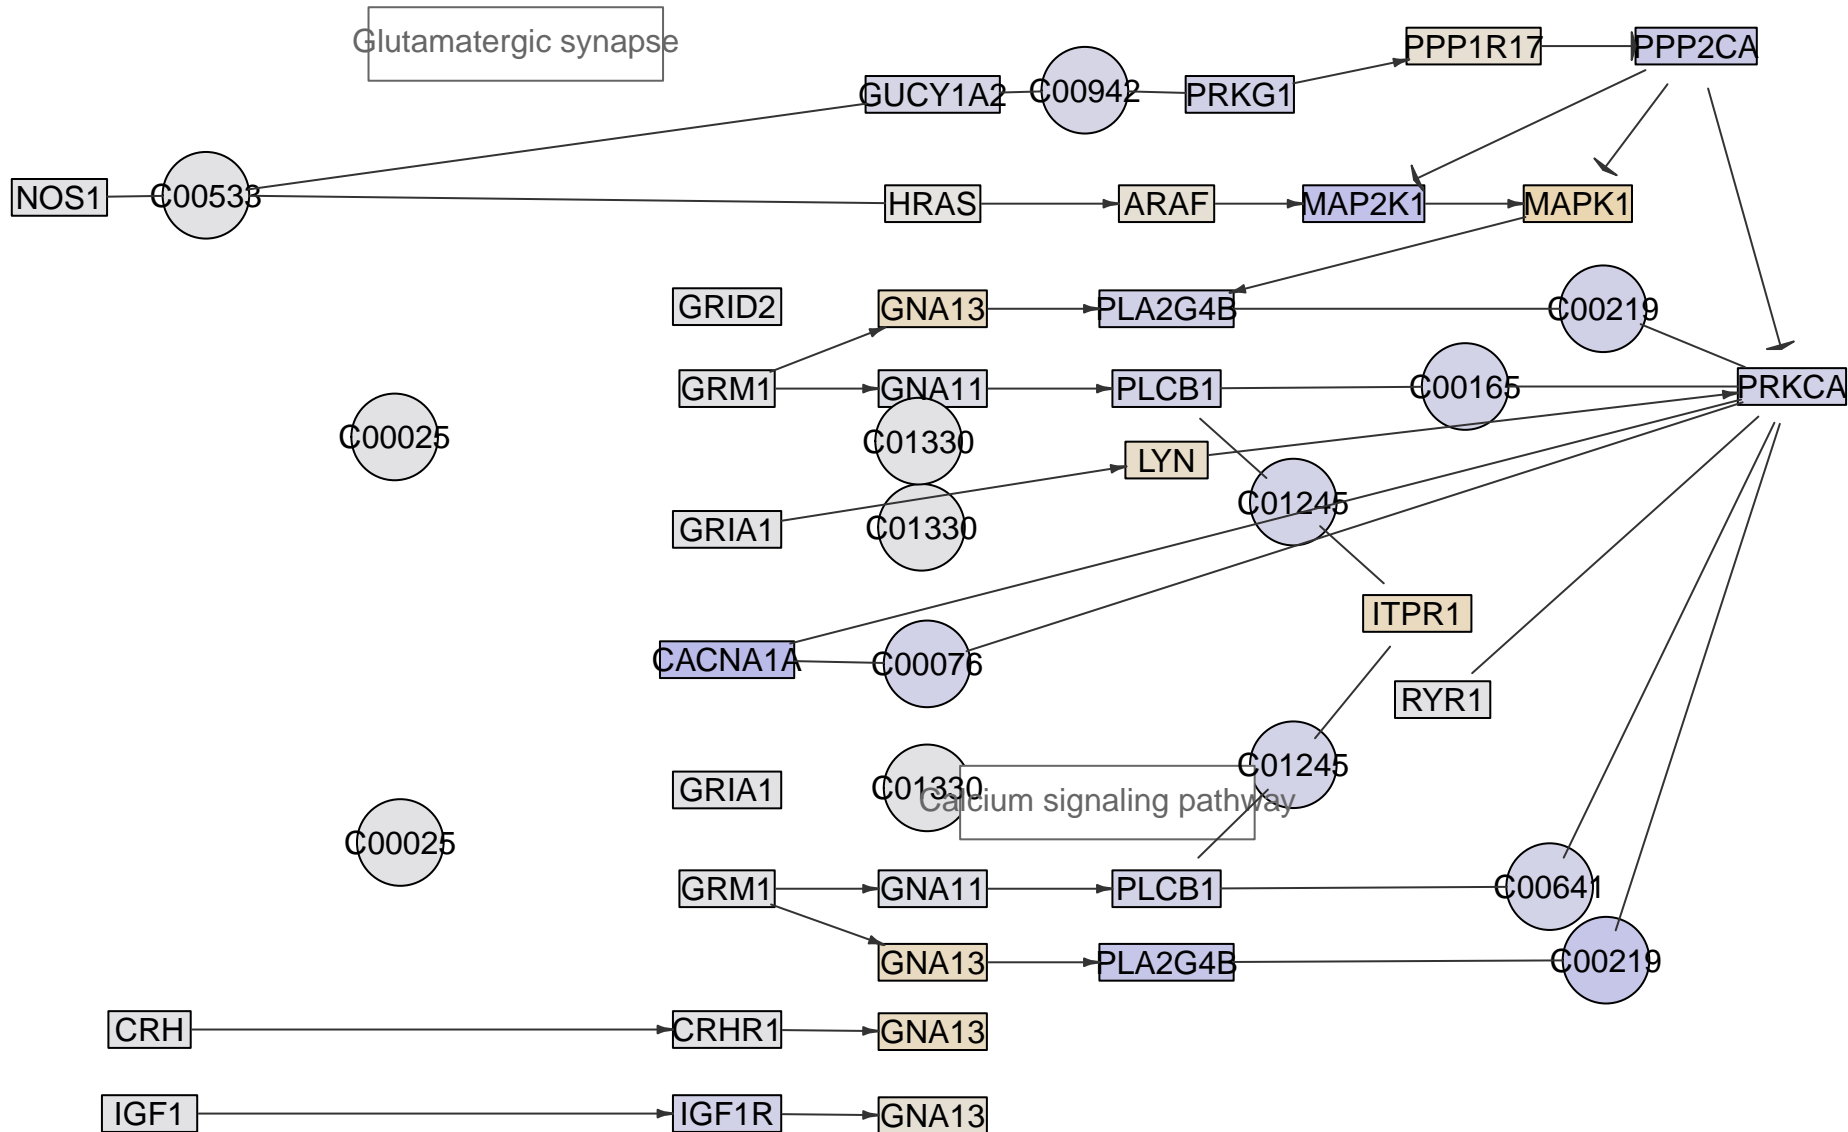 Glutamatergic synapse
PPP1R17
PPP2CA
GUCY1A2
C00942
PRKG1
NOS1
C00533
HRAS
ARAF
MAP2K1
MAPK1
GRID2
GNA13
PLA2G4B
C00219
GRM1
GNA11
PLCB1
C00165
PRKCA
C00025
C01330
LYN
GRIA1
C01330
C01245
ITPR1
CACNA1A
C00076
RYR1
GRIA1
C01330
C01245
Calcium signaling pathway
C00025
GRM1
GNA11
PLCB1
C00641
GNA13
PLA2G4B
C00219
CRH
CRHR1
GNA13
IGF1
IGF1R
GNA13